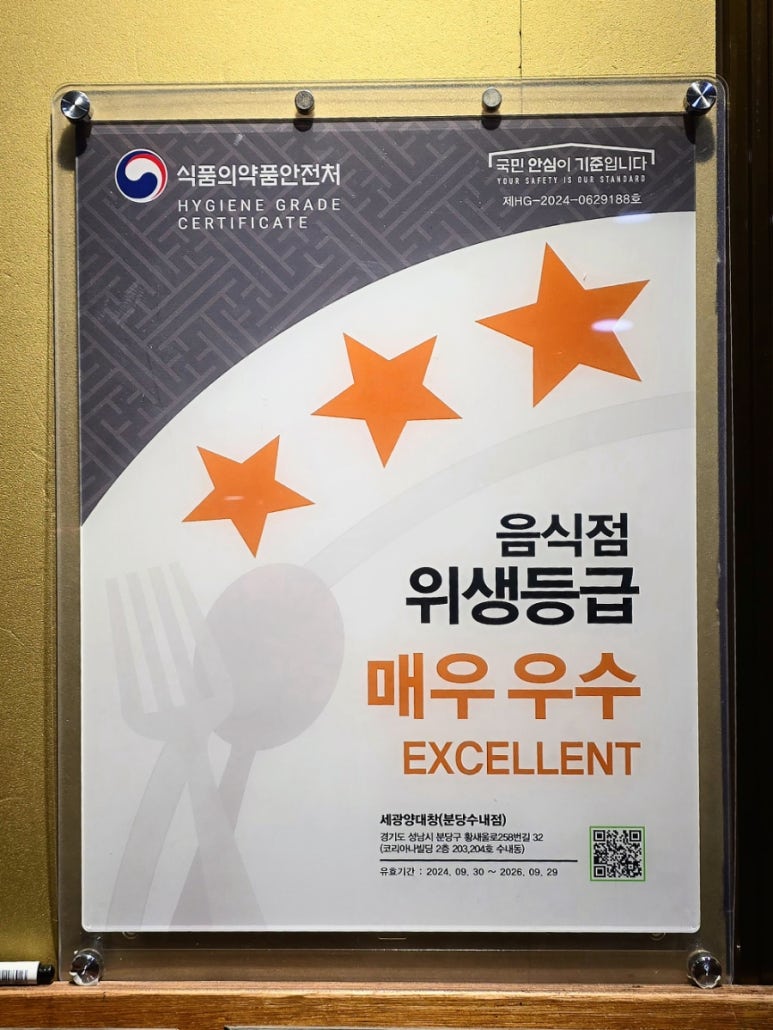 식품의약품안전처
HYGIENE GRADE
CERTIFICATE
국민 안심이 기준입니다
YOUR SAFETY IS OUR STANDARD
제HG-2024-0629188호
음식점
위생등급
매우 우수
EXCELLENT
세광양대창(분당수내점)
경기도 성남시 분당구 황새울로258번길 32
(코리아나빌딩 2층 203,204호 수내동)
유효기간 : 2024. 09. 30 ~ 2026. 09. 29